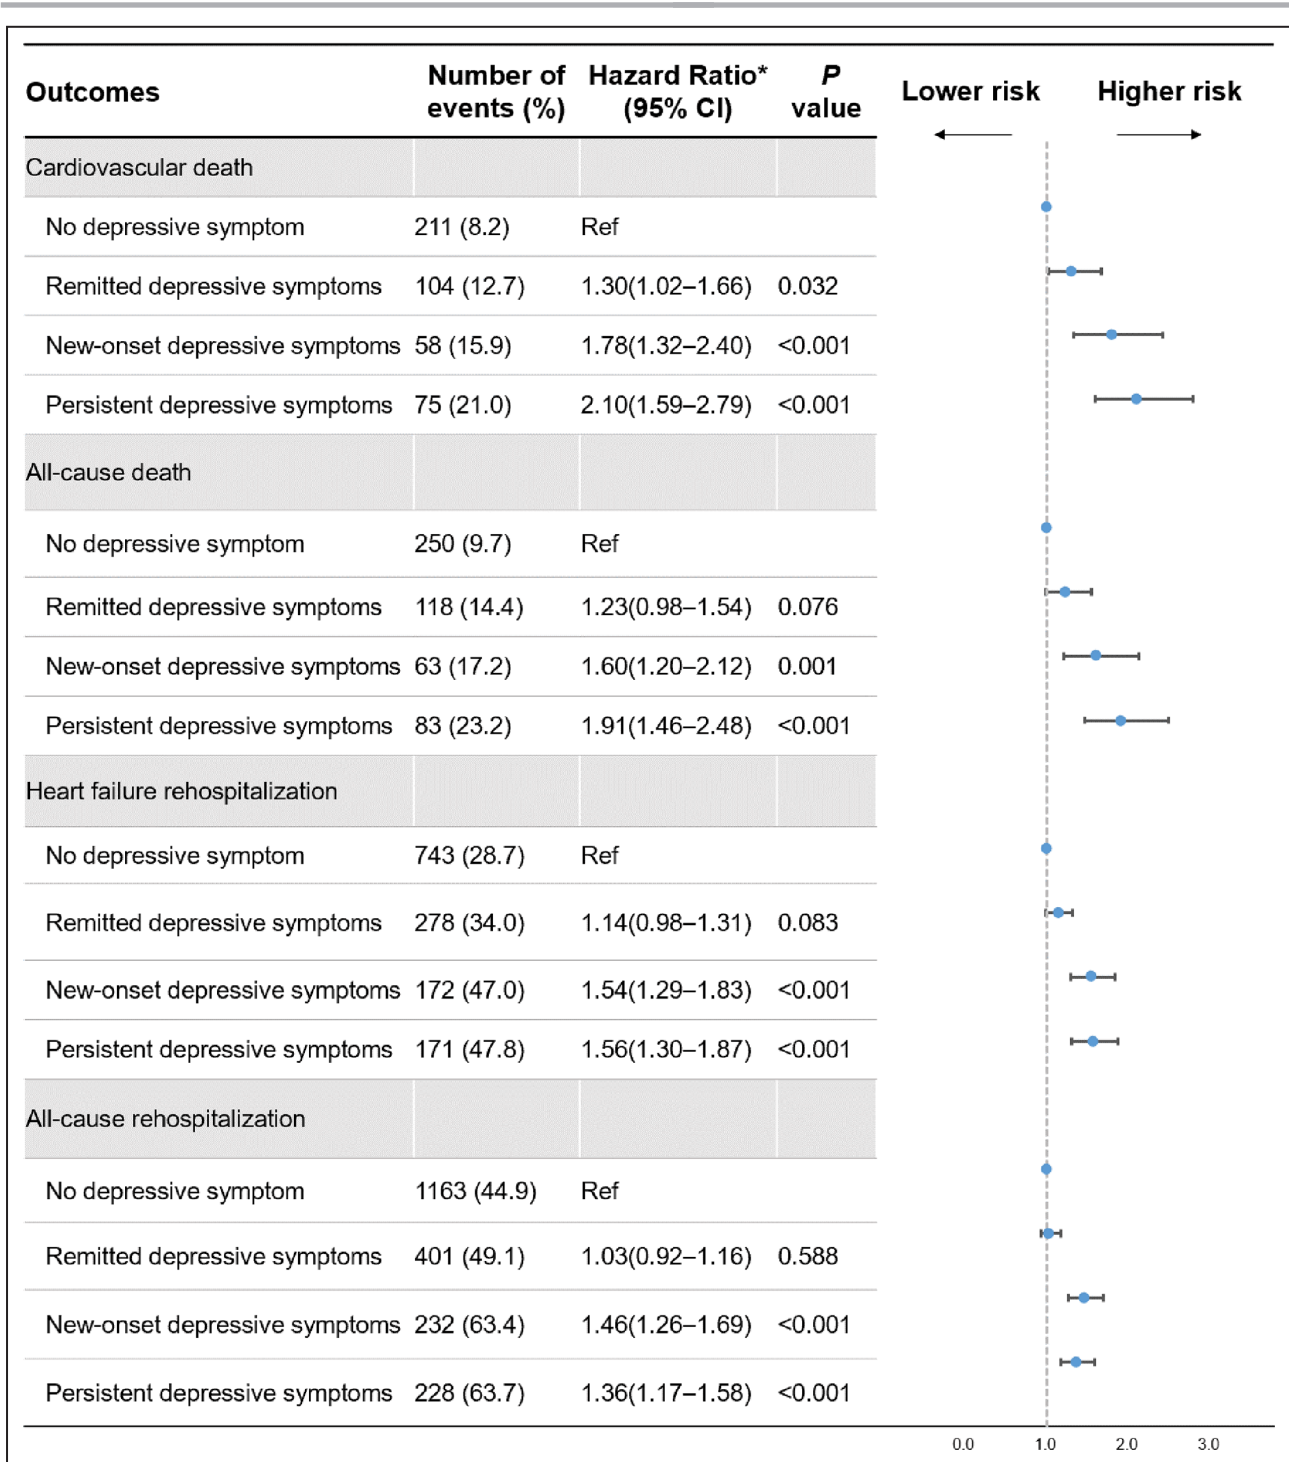 Outcomes Number of events (%) Hazard Ratio* (95% CI) P value Lower risk Higher risk
Cardiovascular death
No depressive symptom 211 (8.2) Ref
Remitted depressive symptoms 104 (12.7) 1.30(1.02–1.66) 0.032
New-onset depressive symptoms 58 (15.9) 1.78(1.32–2.40) <0.001
Persistent depressive symptoms 75 (21.0) 2.10(1.59–2.79) <0.001
All-cause death
No depressive symptom 250 (9.7) Ref
Remitted depressive symptoms 118 (14.4) 1.23(0.98–1.54) 0.076
New-onset depressive symptoms 63 (17.2) 1.60(1.20–2.12) 0.001
Persistent depressive symptoms 83 (23.2) 1.91(1.46–2.48) <0.001
Heart failure rehospitalization
No depressive symptom 743 (28.7) Ref
Remitted depressive symptoms 278 (34.0) 1.14(0.98–1.31) 0.083
New-onset depressive symptoms 172 (47.0) 1.54(1.29–1.83) <0.001
Persistent depressive symptoms 171 (47.8) 1.56(1.30–1.87) <0.001
All-cause rehospitalization
No depressive symptom 1163 (44.9) Ref
Remitted depressive symptoms 401 (49.1) 1.03(0.92–1.16) 0.588
New-onset depressive symptoms 232 (63.4) 1.46(1.26–1.69) <0.001
Persistent depressive symptoms 228 (63.7) 1.36(1.17–1.58) <0.001
0.0 1.0 2.0 3.0